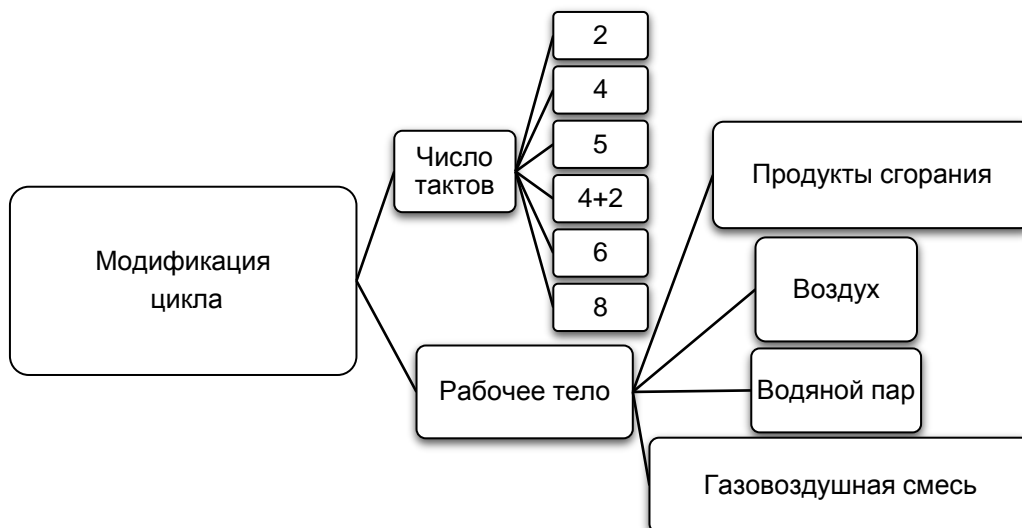 Модификация
цикла
Число
тактов
2
4
5
4+2
6
8
Рабочее тело
Продукты сгорания
Воздух
Водяной пар
Газовоздушная смесь